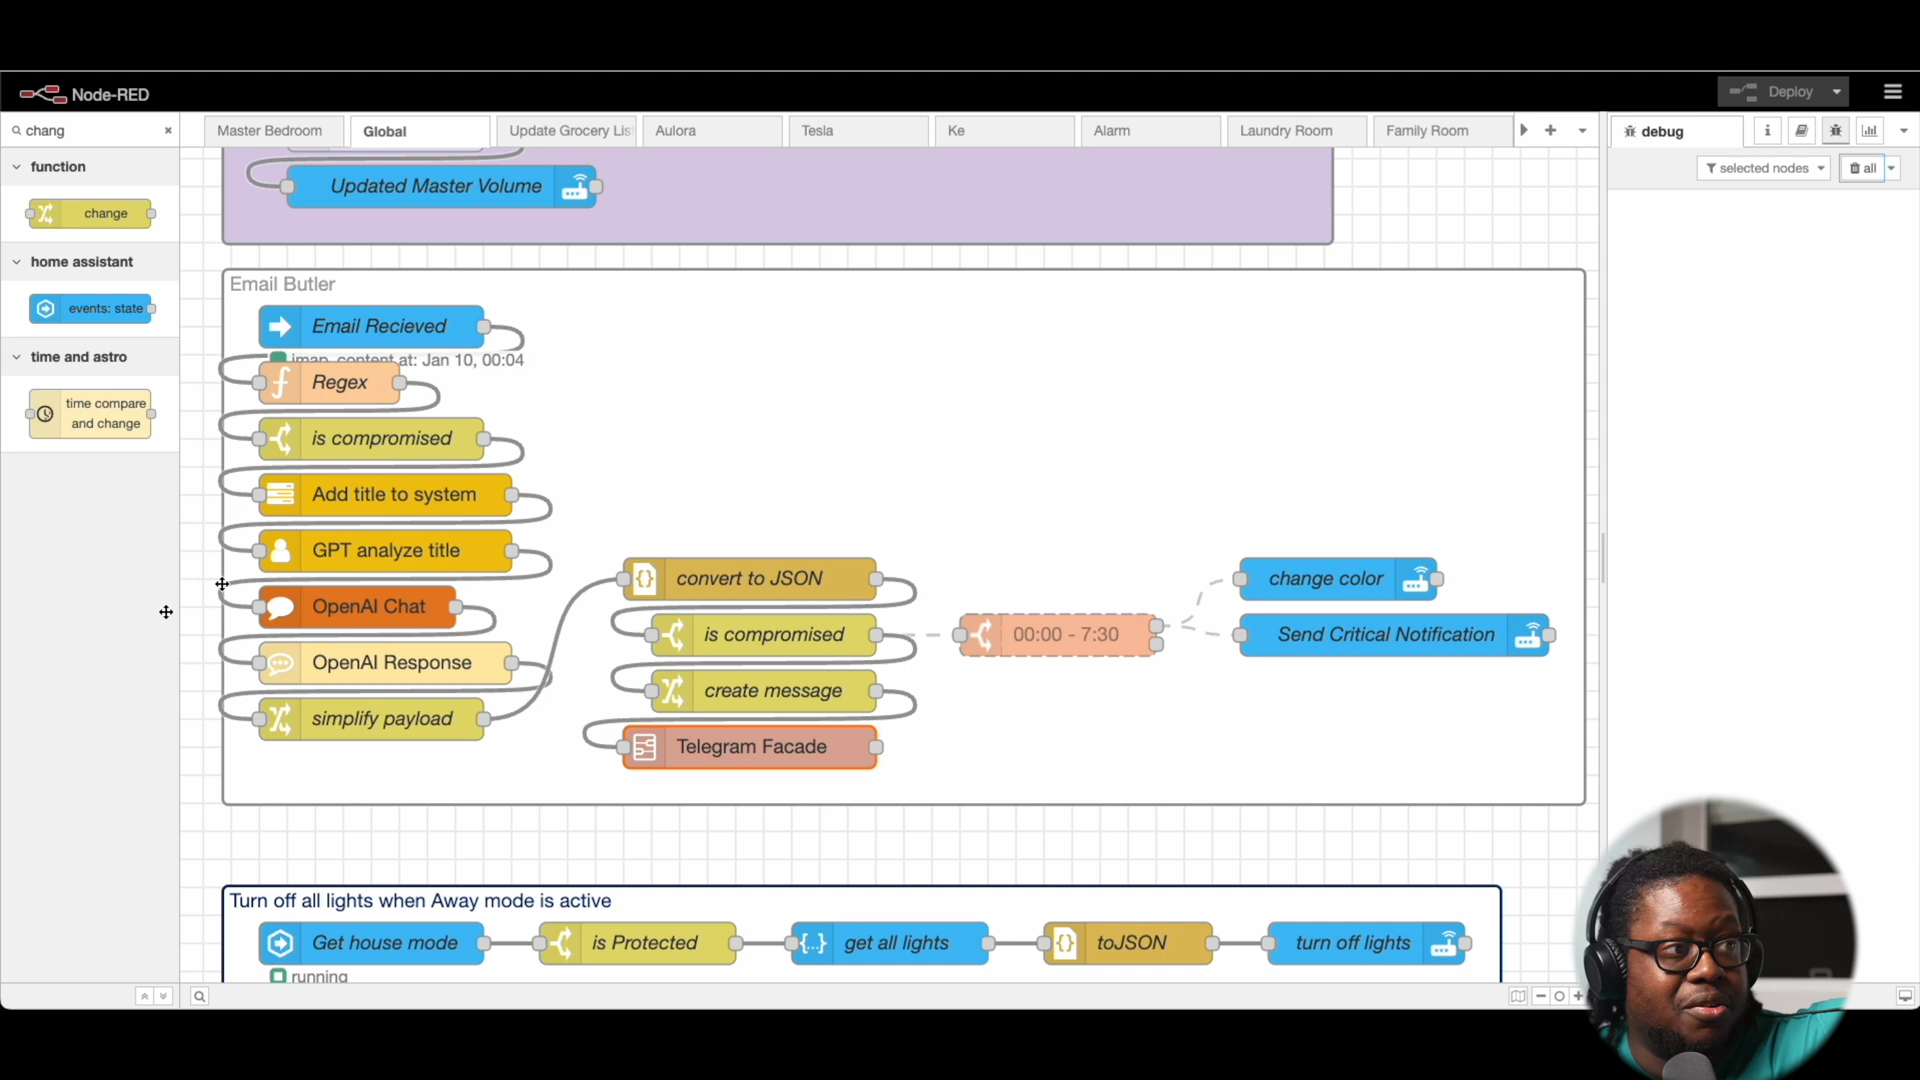 Node-RED
Deploy
chang
Master Bedroom
Global
Update Grocery Lis
Aulora
Tesla
Ke
Alarm
Laundry Room
Family Room
debug
selected nodes
all
function
change
home assistant
events: state
time and astro
time compare
and change
Updated Master Volume
Email Butler
Email Recieved
imap_content at: Jan 10, 00:04
Regex
is compromised
Add title to system
GPT analyze title
OpenAI Chat
OpenAI Response
simplify payload
convert to JSON
is compromised
create message
Telegram Facade
00:00 - 7:30
change color
Send Critical Notification
Turn off all lights when Away mode is active
Get house mode
is Protected
get all lights
toJSON
turn off lights
running